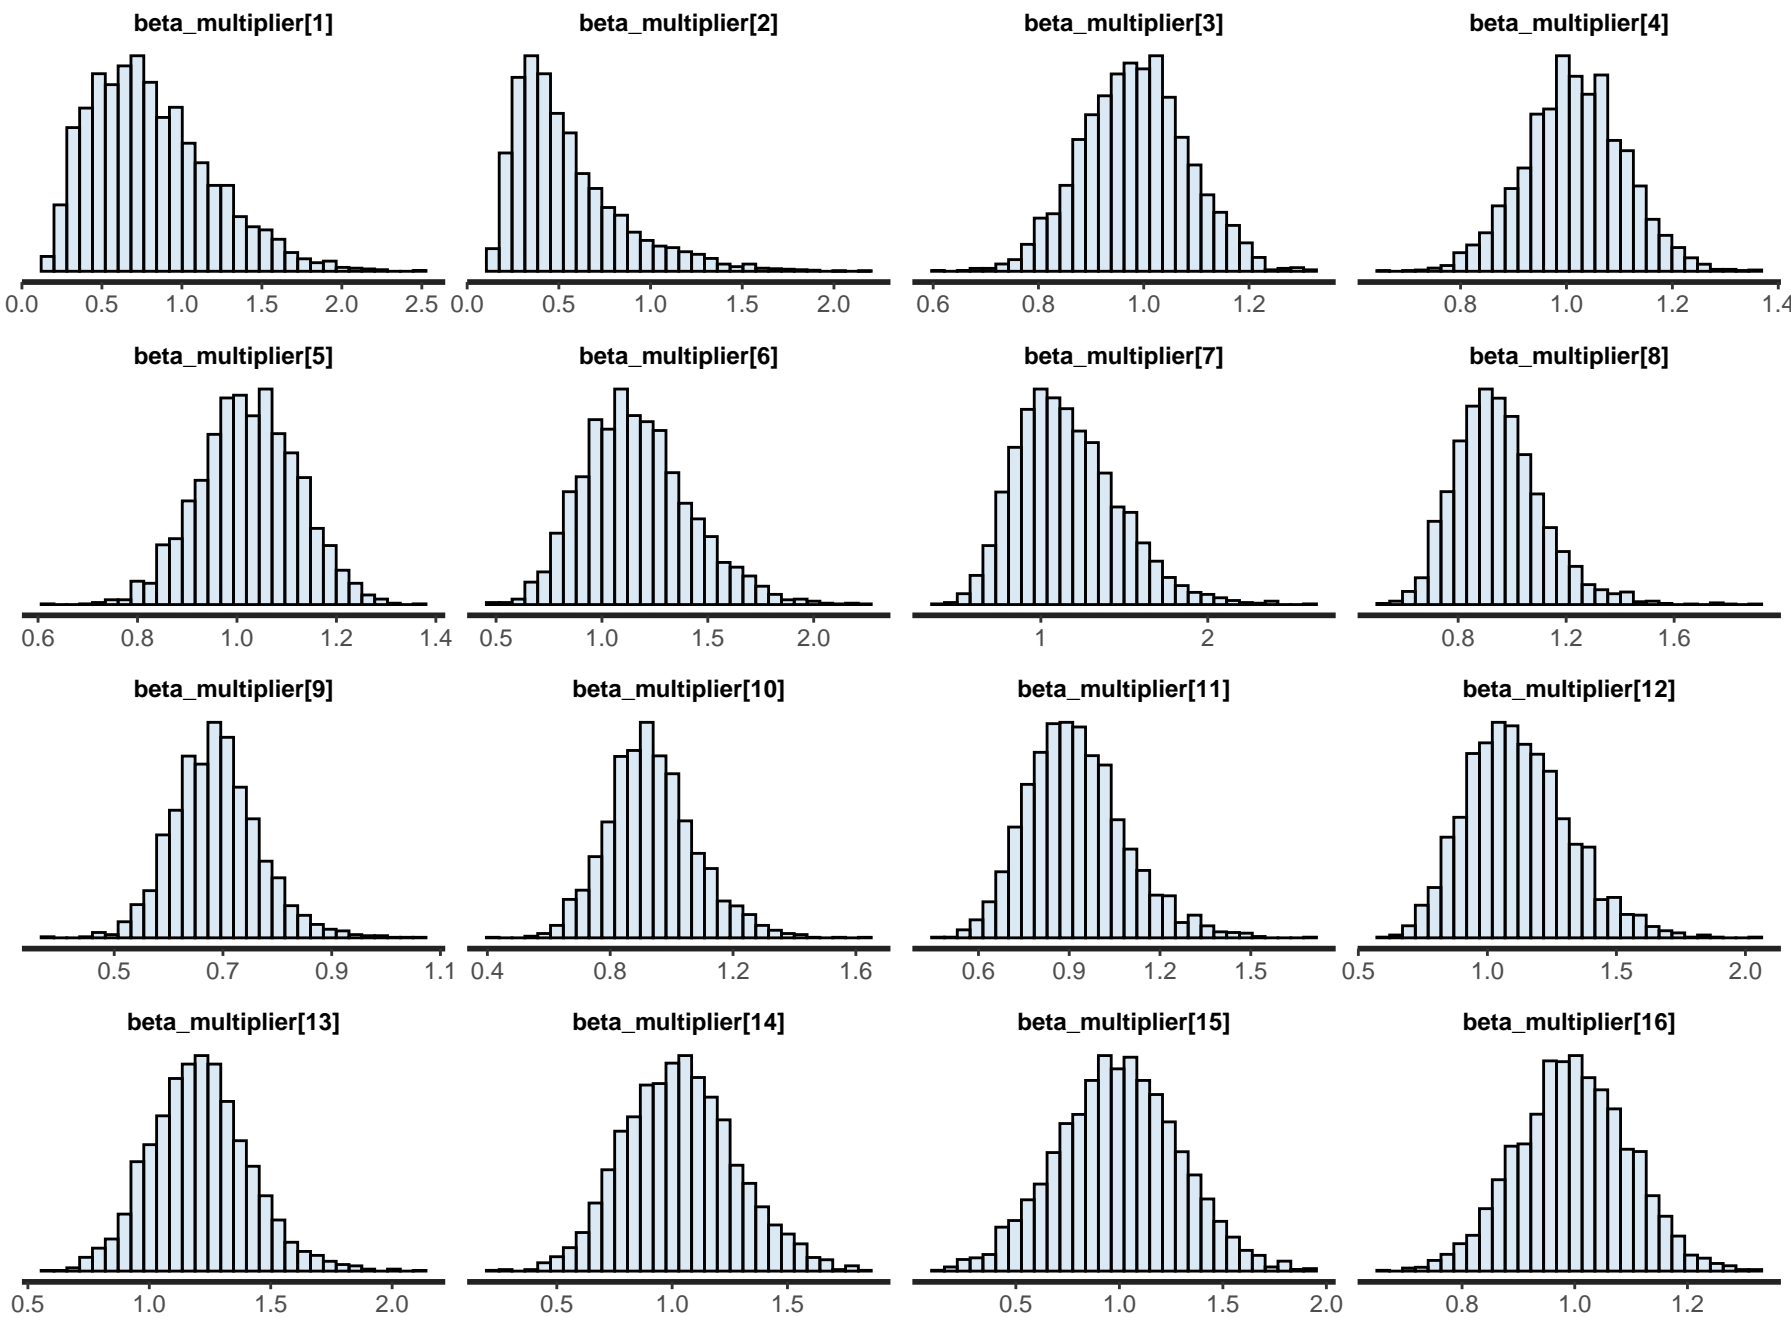 beta_multiplier[1] beta_multiplier[2] beta_multiplier[3] beta_multiplier[4]
0.0 0.5 1.0 1.5 2.0 2.5 0.0 0.5 1.0 1.5 2.0 0.6 0.8 1.0 1.2 0.8 1.0 1.2 1.4
beta_multiplier[5] beta_multiplier[6] beta_multiplier[7] beta_multiplier[8]
0.6 0.8 1.0 1.2 1.4 0.5 1.0 1.5 2.0 1 2 0.8 1.2 1.6
beta_multiplier[9] beta_multiplier[10] beta_multiplier[11] beta_multiplier[12]
0.5 0.7 0.9 1.1 0.4 0.8 1.2 1.6 0.6 0.9 1.2 1.5 0.5 1.0 1.5 2.0
beta_multiplier[13] beta_multiplier[14] beta_multiplier[15] beta_multiplier[16]
0.5 1.0 1.5 2.0 0.5 1.0 1.5 0.5 1.0 1.5 2.0 0.8 1.0 1.2